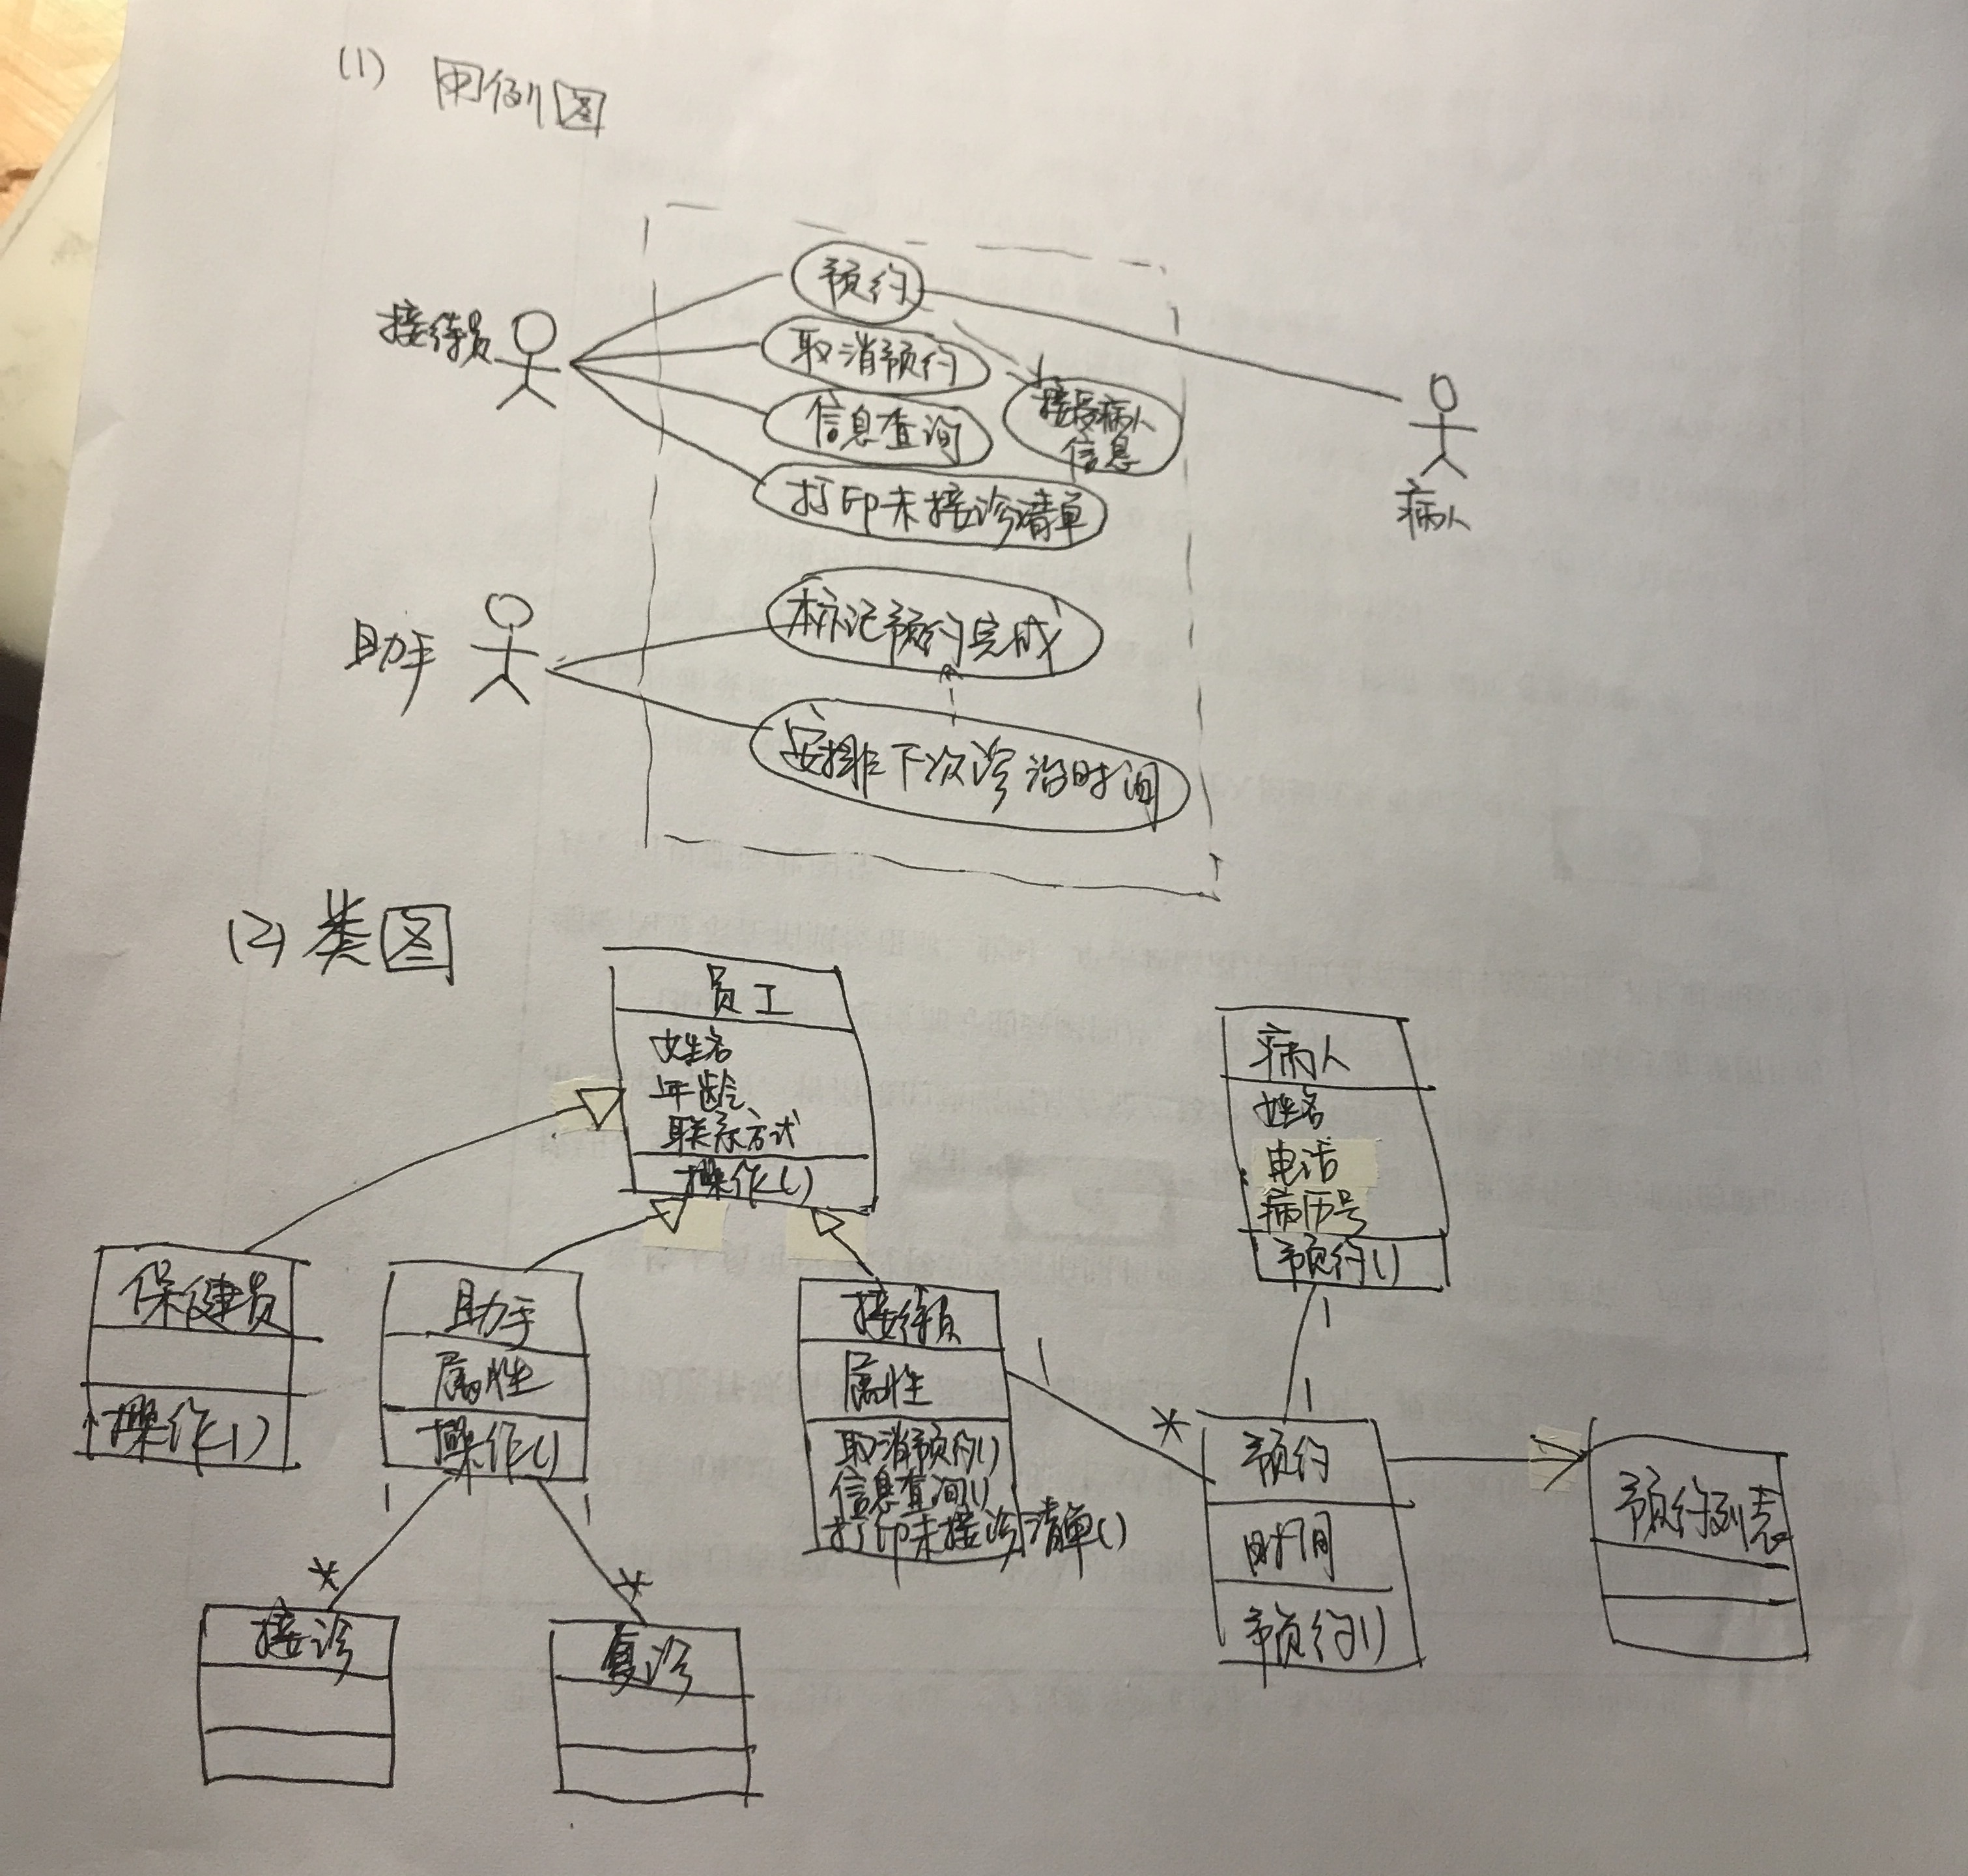 (1) 用例图
接待员
预约
取消预约
信息查询
接受病人
信息
打印未接诊清单
病人
助手
标记预约完成
安排下次诊治时间
(2) 类图
员工
姓名
年龄
联系方式
操作()
病人
姓名
电话
病历号
预约()
保健员
操作()
助手
属性
操作()
接待员
属性
取消预约()
信息查询()
打印未接诊清单()
1
*
1
1
预约
时间
预约()
预约列表
1
1
*
*
接诊
复诊